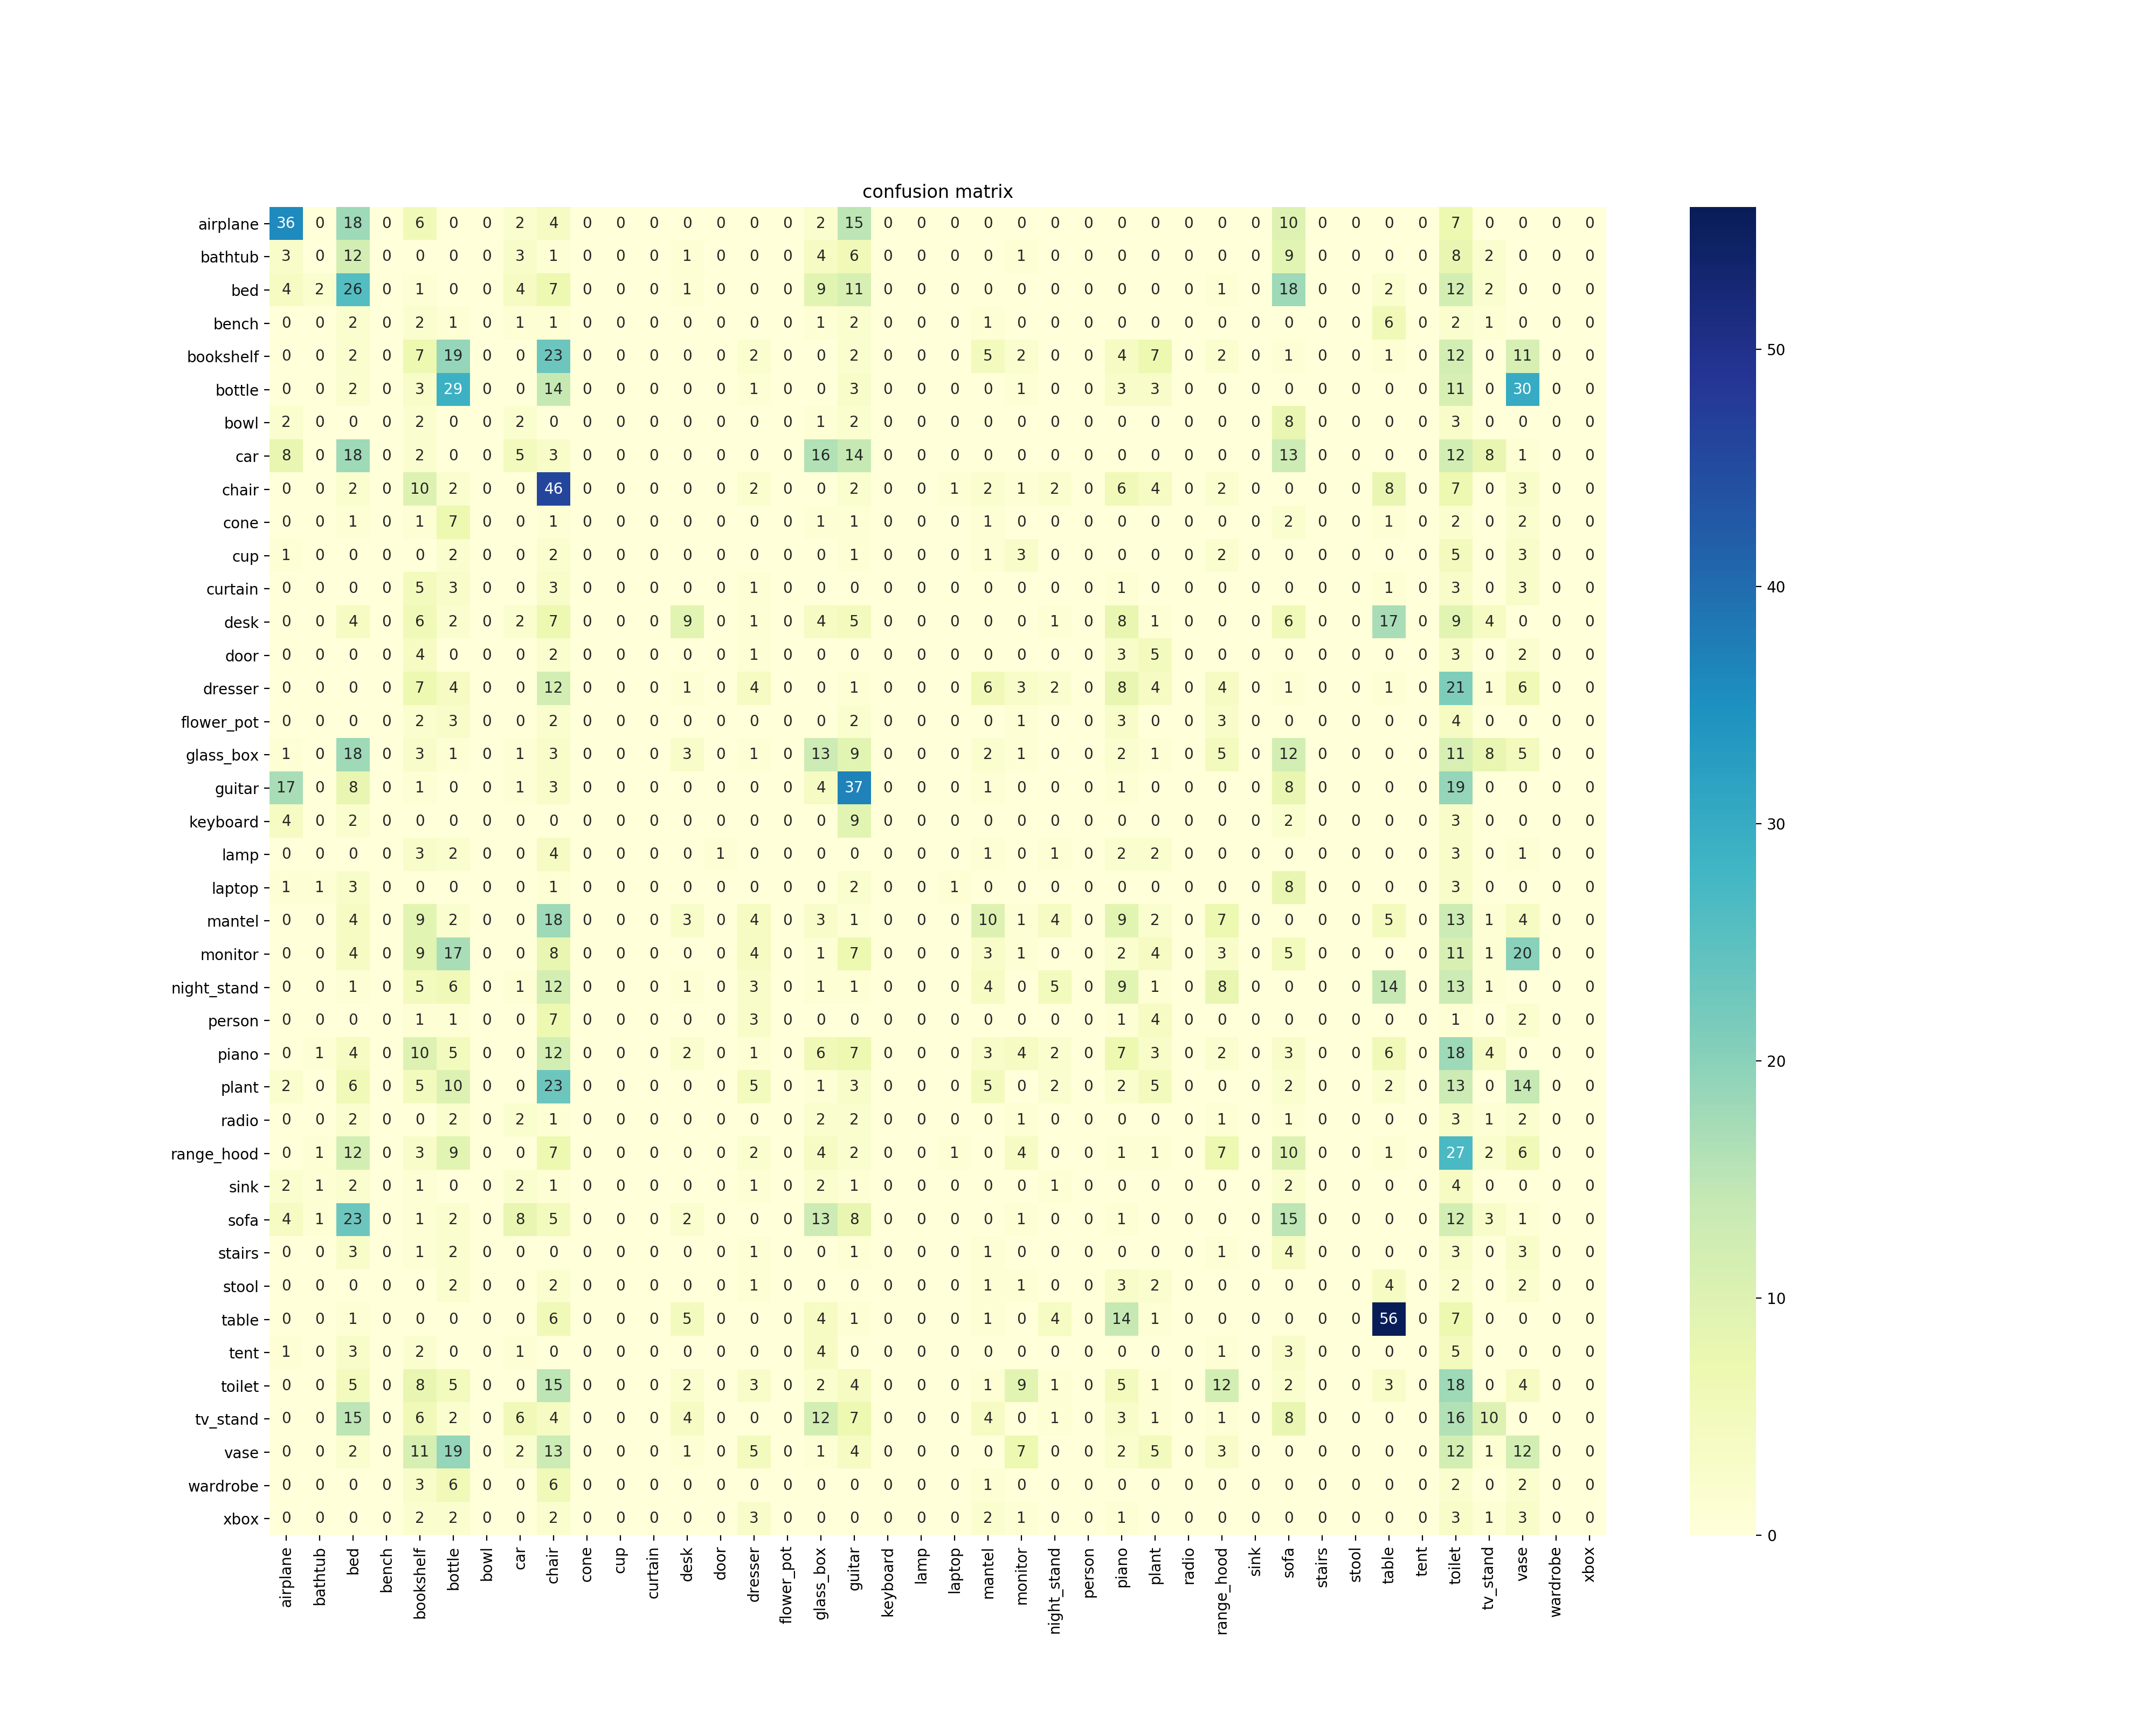 confusion matrix
airplane 36 0 18 0 6 0 0 2 4 0 0 0 0 0 0 0 2 15 0 0 0 0 0 0 0 0 0 0 0 0 10 0 0 0 0 7 0 0 0 0
bathtub 3 0 12 0 0 0 0 3 1 0 0 0 1 0 0 0 4 6 0 0 0 0 1 0 0 0 0 0 0 0 9 0 0 0 0 8 2 0 0 0
bed 4 2 26 0 1 0 0 4 7 0 0 0 1 0 0 0 9 11 0 0 0 0 0 0 0 0 0 0 1 0 18 0 0 2 0 12 2 0 0 0
bench 0 0 2 0 2 1 0 1 1 0 0 0 0 0 0 0 1 2 0 0 0 1 0 0 0 0 0 0 0 0 0 0 0 6 0 2 1 0 0 0
bookshelf 0 0 2 0 7 19 0 0 23 0 0 0 0 0 2 0 0 2 0 0 0 5 2 0 0 4 7 0 2 0 1 0 0 1 0 12 0 11 0 0
bottle 0 0 2 0 3 29 0 0 14 0 0 0 0 0 1 0 0 3 0 0 0 0 1 0 0 3 3 0 0 0 0 0 0 0 0 11 0 30 0 0
bowl 2 0 0 0 2 0 0 2 0 0 0 0 0 0 0 0 1 2 0 0 0 0 0 0 0 0 0 0 0 0 8 0 0 0 0 3 0 0 0 0
car 8 0 18 0 2 0 0 5 3 0 0 0 0 0 0 0 16 14 0 0 0 0 0 0 0 0 0 0 0 0 13 0 0 0 0 12 8 1 0 0
chair 0 0 2 0 10 2 0 0 46 0 0 0 0 0 2 0 0 2 0 0 1 2 1 2 0 6 4 0 2 0 0 0 0 8 0 7 0 3 0 0
cone 0 0 1 0 1 7 0 0 1 0 0 0 0 0 0 0 1 1 0 0 0 1 0 0 0 0 0 0 0 0 2 0 0 1 0 2 0 2 0 0
cup 1 0 0 0 0 2 0 0 2 0 0 0 0 0 0 0 0 1 0 0 0 1 3 0 0 0 0 0 2 0 0 0 0 0 0 5 0 3 0 0
curtain 0 0 0 0 5 3 0 0 3 0 0 0 0 0 1 0 0 0 0 0 0 0 0 0 0 1 0 0 0 0 0 0 0 1 0 3 0 3 0 0
desk 0 0 4 0 6 2 0 2 7 0 0 0 9 0 1 0 4 5 0 0 0 0 0 1 0 8 1 0 0 0 6 0 0 17 0 9 4 0 0 0
door 0 0 0 0 4 0 0 0 2 0 0 0 0 0 1 0 0 0 0 0 0 0 0 0 0 3 5 0 0 0 0 0 0 0 0 3 0 2 0 0
dresser 0 0 0 0 7 4 0 0 12 0 0 0 1 0 4 0 0 1 0 0 0 6 3 2 0 8 4 0 4 0 1 0 0 1 0 21 1 6 0 0
flower_pot 0 0 0 0 2 3 0 0 2 0 0 0 0 0 0 0 0 2 0 0 0 0 1 0 0 3 0 0 3 0 0 0 0 0 0 4 0 0 0 0
glass_box 1 0 18 0 3 1 0 1 3 0 0 0 3 0 1 0 13 9 0 0 0 2 1 0 0 2 1 0 5 0 12 0 0 0 0 11 8 5 0 0
guitar 17 0 8 0 1 0 0 1 3 0 0 0 0 0 0 0 4 37 0 0 0 1 0 0 0 1 0 0 0 0 8 0 0 0 0 19 0 0 0 0
keyboard 4 0 2 0 0 0 0 0 0 0 0 0 0 0 0 0 0 9 0 0 0 0 0 0 0 0 0 0 0 0 2 0 0 0 0 3 0 0 0 0
lamp 0 0 0 0 3 2 0 0 4 0 0 0 0 1 0 0 0 0 0 0 0 1 0 1 0 2 2 0 0 0 0 0 0 0 0 3 0 1 0 0
laptop 1 1 3 0 0 0 0 0 1 0 0 0 0 0 0 0 0 2 0 0 1 0 0 0 0 0 0 0 0 0 8 0 0 0 0 3 0 0 0 0
mantel 0 0 4 0 9 2 0 0 18 0 0 0 3 0 4 0 3 1 0 0 0 10 1 4 0 9 2 0 7 0 0 0 0 5 0 13 1 4 0 0
monitor 0 0 4 0 9 17 0 0 8 0 0 0 0 0 4 0 1 7 0 0 0 3 1 0 0 2 4 0 3 0 5 0 0 0 0 11 1 20 0 0
night_stand 0 0 1 0 5 6 0 1 12 0 0 0 1 0 3 0 1 1 0 0 0 4 0 5 0 9 1 0 8 0 0 0 0 14 0 13 1 0 0 0
person 0 0 0 0 1 1 0 0 7 0 0 0 0 0 3 0 0 0 0 0 0 0 0 0 0 1 4 0 0 0 0 0 0 0 0 1 0 2 0 0
piano 0 1 4 0 10 5 0 0 12 0 0 0 2 0 1 0 6 7 0 0 0 3 4 2 0 7 3 0 2 0 3 0 0 6 0 18 4 0 0 0
plant 2 0 6 0 5 10 0 0 23 0 0 0 0 0 5 0 1 3 0 0 0 5 0 2 0 2 5 0 0 0 2 0 0 2 0 13 0 14 0 0
radio 0 0 2 0 0 2 0 2 1 0 0 0 0 0 0 0 2 2 0 0 0 0 1 0 0 0 0 0 1 0 1 0 0 0 0 3 1 2 0 0
range_hood 0 1 12 0 3 9 0 0 7 0 0 0 0 0 2 0 4 2 0 0 1 0 4 0 0 1 1 0 7 0 10 0 0 1 0 27 2 6 0 0
sink 2 1 2 0 1 0 0 2 1 0 0 0 0 0 1 0 2 1 0 0 0 0 0 1 0 0 0 0 0 0 2 0 0 0 0 4 0 0 0 0
sofa 4 1 23 0 1 2 0 8 5 0 0 0 2 0 0 0 13 8 0 0 0 0 1 0 0 1 0 0 0 0 15 0 0 0 0 12 3 1 0 0
stairs 0 0 3 0 1 2 0 0 0 0 0 0 0 0 1 0 0 1 0 0 0 1 0 0 0 0 0 0 1 0 4 0 0 0 0 3 0 3 0 0
stool 0 0 0 0 0 2 0 0 2 0 0 0 0 0 1 0 0 0 0 0 0 1 1 0 0 3 2 0 0 0 0 0 0 4 0 2 0 2 0 0
table 0 0 1 0 0 0 0 0 6 0 0 0 5 0 0 0 4 1 0 0 0 1 0 4 0 14 1 0 0 0 0 0 0 56 0 7 0 0 0 0
tent 1 0 3 0 2 0 0 1 0 0 0 0 0 0 0 0 4 0 0 0 0 0 0 0 0 0 0 0 1 0 3 0 0 0 0 5 0 0 0 0
toilet 0 0 5 0 8 5 0 0 15 0 0 0 2 0 3 0 2 4 0 0 0 1 9 1 0 5 1 0 12 0 2 0 0 3 0 18 0 4 0 0
tv_stand 0 0 15 0 6 2 0 6 4 0 0 0 4 0 0 0 12 7 0 0 0 4 0 1 0 3 1 0 1 0 8 0 0 0 0 16 10 0 0 0
vase 0 0 2 0 11 19 0 2 13 0 0 0 1 0 5 0 1 4 0 0 0 0 7 0 0 2 5 0 3 0 0 0 0 0 0 12 1 12 0 0
wardrobe 0 0 0 0 3 6 0 0 6 0 0 0 0 0 0 0 0 0 0 0 0 1 0 0 0 0 0 0 0 0 0 0 0 0 0 2 0 2 0 0
xbox 0 0 0 0 2 2 0 0 2 0 0 0 0 0 3 0 0 0 0 0 0 2 1 0 0 1 0 0 0 0 0 0 0 0 0 3 1 3 0 0
airplane bathtub bed bench bookshelf bottle bowl car chair cone cup curtain desk door dresser flower_pot glass_box guitar keyboard lamp laptop mantel monitor night_stand person piano plant radio range_hood sink sofa stairs stool table tent toilet tv_stand vase wardrobe xbox
50
40
30
20
10
0